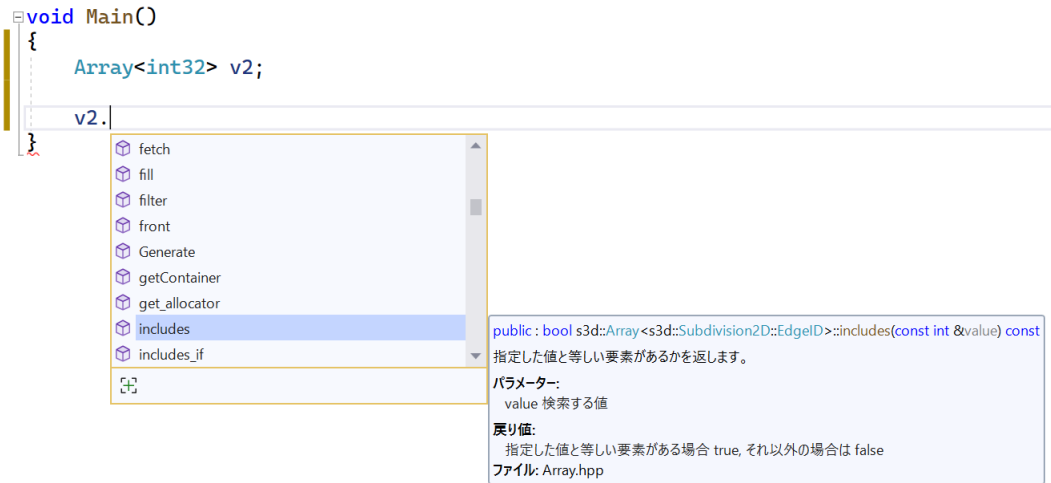 void Main()
{
Array<int32> v2;
v2.
}
fetch
fill
filter
front
Generate
getContainer
get_allocator
includes
includes_if
public : bool s3d::Array<s3d::Subdivision2D::EdgeID>::includes(const int &value) const
指定した値と等しい要素があるかを返します。
パラメーター:
value 検索する値
戻り値:
指定した値と等しい要素がある場合 true, それ以外の場合は false
ファイル: Array.hpp